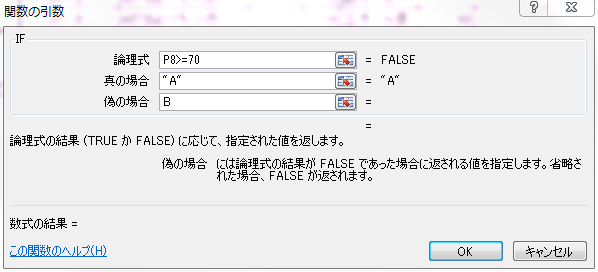 関数の引数
IF
論理式 P8>=70 = FALSE
真の場合 "A" = "A"
偽の場合 B =
=
論理式の結果 (TRUE か FALSE) に応じて、指定された値を返します。
偽の場合 には論理式の結果が FALSE であった場合に返される値を指定します。省略
された場合、FALSE が返されます。
数式の結果 =
この関数のヘルプ(H)
OK キャンセル